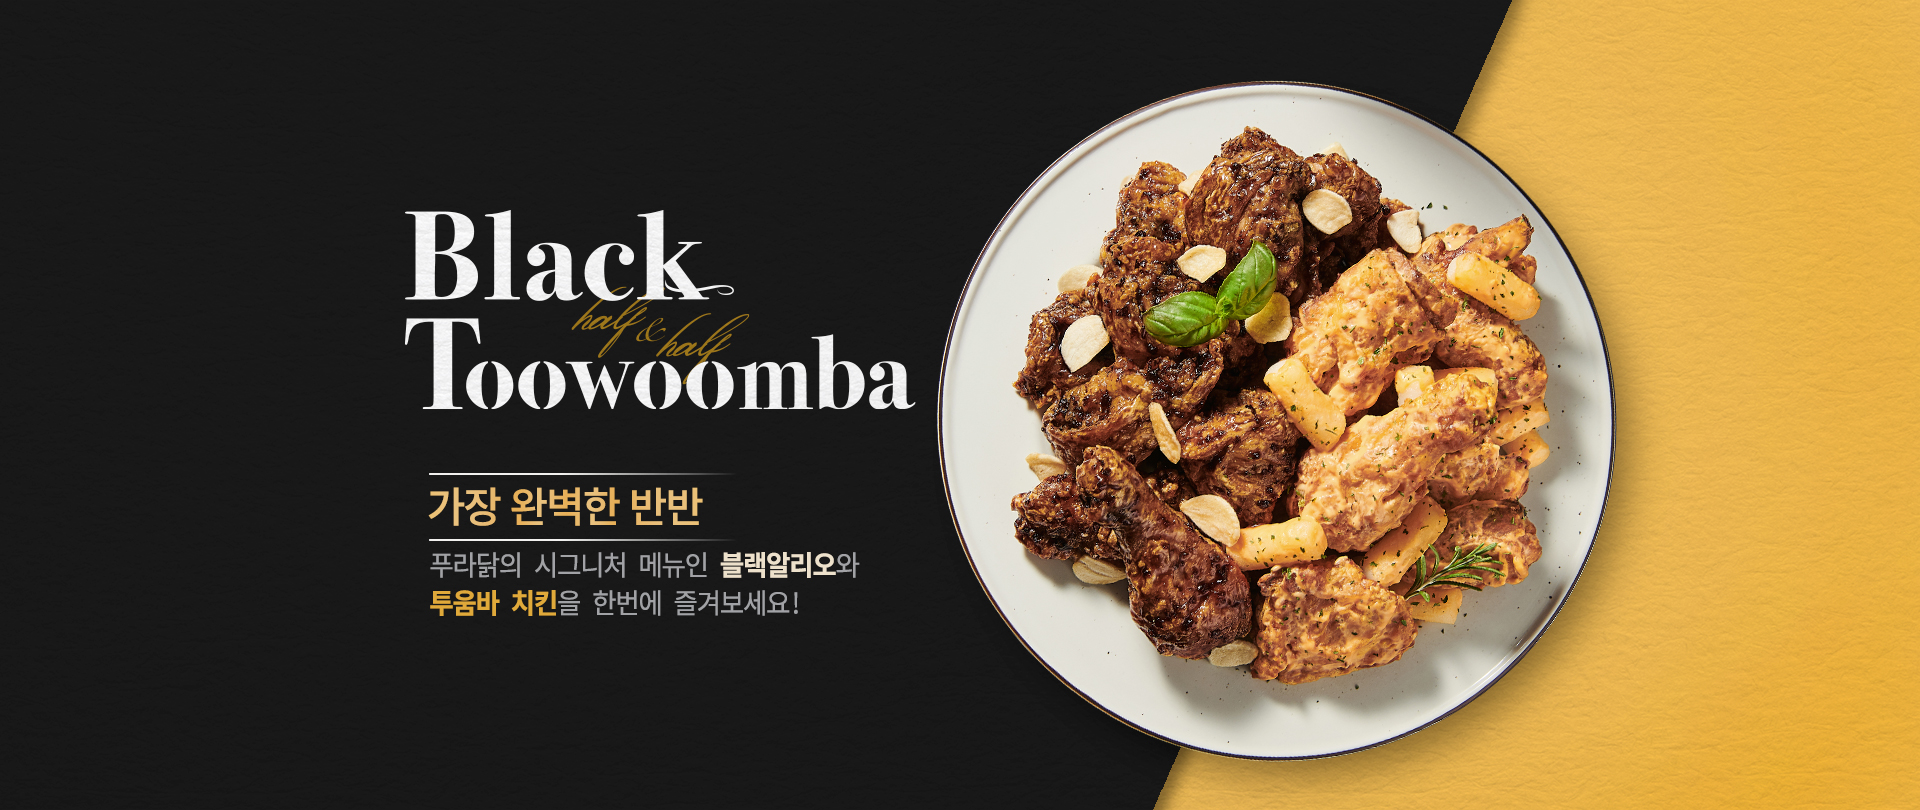 Black
half & half
Toowoomba
가장 완벽한 반반
푸라닭의 시그니처 메뉴인 블랙알리오와
투움바 치킨을 한번에 즐겨보세요!